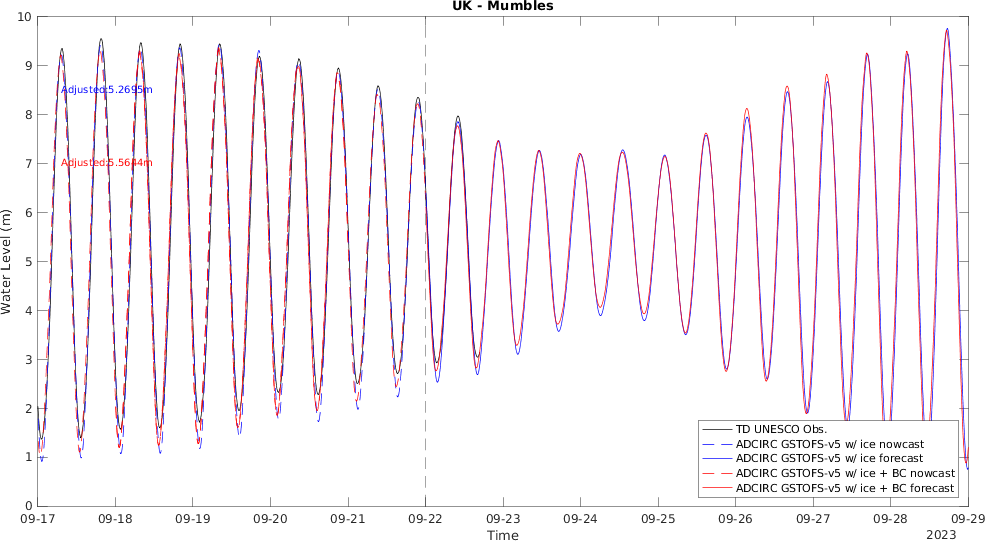 UK - Mumbles
10
9
8
7
6
5
4
3
2
1
0
Water Level (m)
Adjusted:5.2695m
Adjusted:5.5644m
TD UNESCO Obs.
ADCIRC GSTOFS-v5 w/ ice nowcast
ADCIRC GSTOFS-v5 w/ ice forecast
ADCIRC GSTOFS-v5 w/ ice + BC nowcast
ADCIRC GSTOFS-v5 w/ ice + BC forecast
09-17 09-18 09-19 09-20 09-21 09-22 09-23 09-24 09-25 09-26 09-27 09-28 09-29
Time
2023